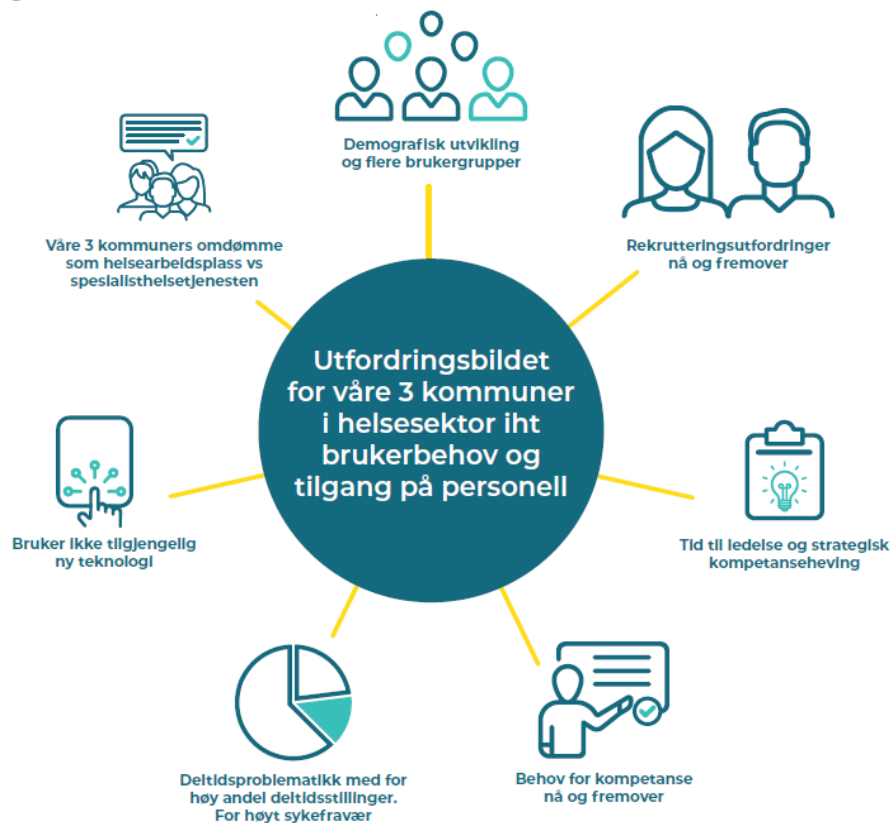 Demografisk utvikling
og flere brukergrupper
Våre 3 kommuners omdømme
som helsearbeidsplass vs
spesialisthelsetjenesten
Rekrutteringsutfordringer
nå og fremover
Utfordringsbildet
for våre 3 kommuner
i helsesektor iht
brukerbehov og
tilgang på personell
Bruker ikke tilgjengelig
ny teknologi
Tid til ledelse og strategisk
kompetanseheving
Deltidsproblematikk med for
høy andel deltidsstillinger.
For høyt sykefravær
Behov for kompetanse
nå og fremover